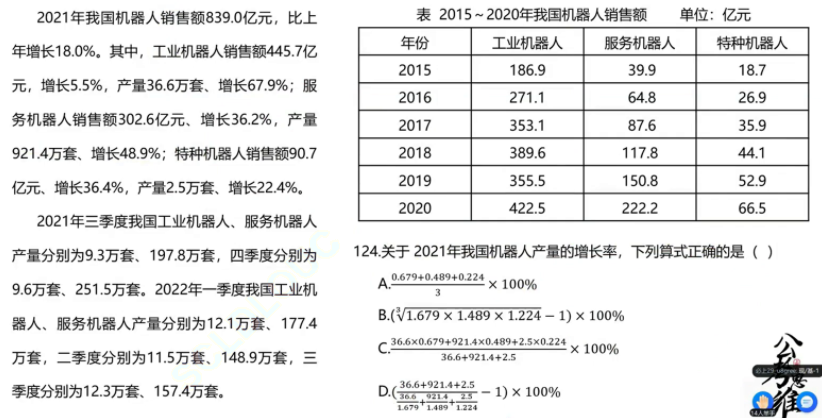 2021年我国机器人销售额839.0亿元，比上
年增长18.0%。其中，工业机器人销售额445.7亿
元，增长5.5%，产量36.6万套、增长67.9%；服
务机器人销售额302.6亿元、增长36.2%，产量
921.4万套、增长48.9%；特种机器人销售额90.7
亿元、增长36.4%，产量2.5万套、增长22.4%。
2021年三季度我国工业机器人、服务机器人
产量分别为9.3万套、197.8万套，四季度分别为
9.6万套、251.5万套。2022年一季度我国工业机
器人、服务机器人产量分别为12.1万套、177.4
万套，二季度分别为11.5万套、148.9万套，三
季度分别为12.3万套、157.4万套。
表 2015～2020年我国机器人销售额 单位：亿元
年份 工业机器人 服务机器人 特种机器人
2015 186.9 39.9 18.7
2016 271.1 64.8 26.9
2017 353.1 87.6 35.9
2018 389.6 117.8 44.1
2019 355.5 150.8 52.9
2020 422.5 222.2 66.5
124.关于 2021年我国机器人产量的增长率，下列算式正确的是（ ）
A.\frac{0.679+0.489+0.224}{3} × 100%
B.(\sqrt[3]{1.679 × 1.489 × 1.224} − 1) × 100%
C.\frac{36.6×0.679+921.4×0.489+2.5×0.224}{36.6+921.4+2.5} × 100%
D.(\frac{36.6+921.4+2.5}{\frac{36.6}{1.679}+\frac{921.4}{1.489}+\frac{2.5}{1.224}} − 1) × 100%